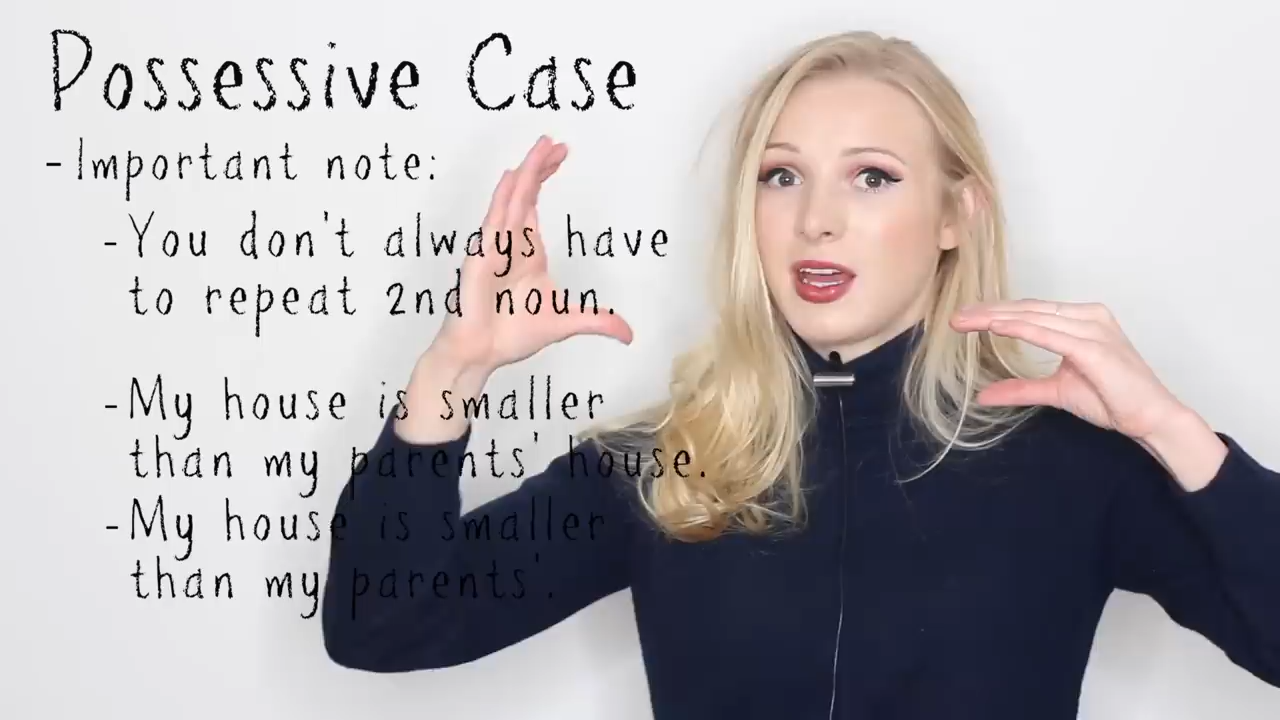 Possessive Case
-Important note:
-You don't always have
to repeat 2nd noun.
-My house is smaller
than my parents' house.
-My house is smaller
than my parents'.